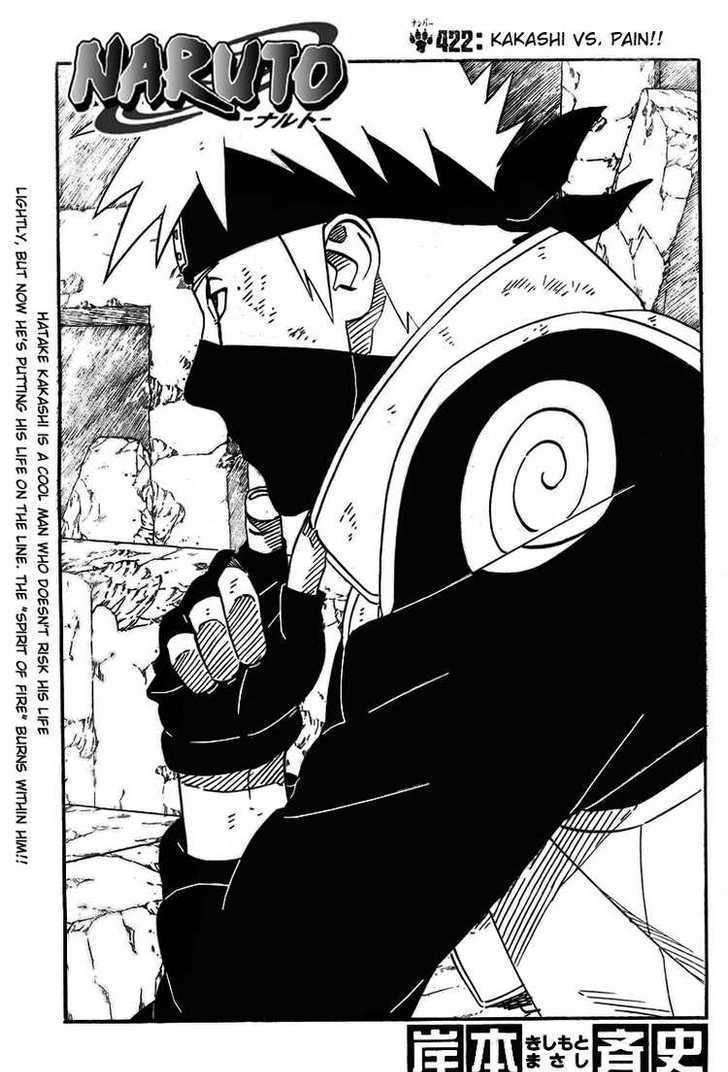 NARUTO
-ナルト-
ナンバー
422: KAKASHI VS. PAIN!!
HATAKE KAKASHI IS A COOL MAN WHO DOESN'T RISK HIS LIFE
LIGHTLY, BUT NOW HE'S PUTTING HIS LIFE ON THE LINE. THE "SPIRIT OF FIRE" BURNS WITHIN HIM!!
岸本斉史
きしもと
まさし